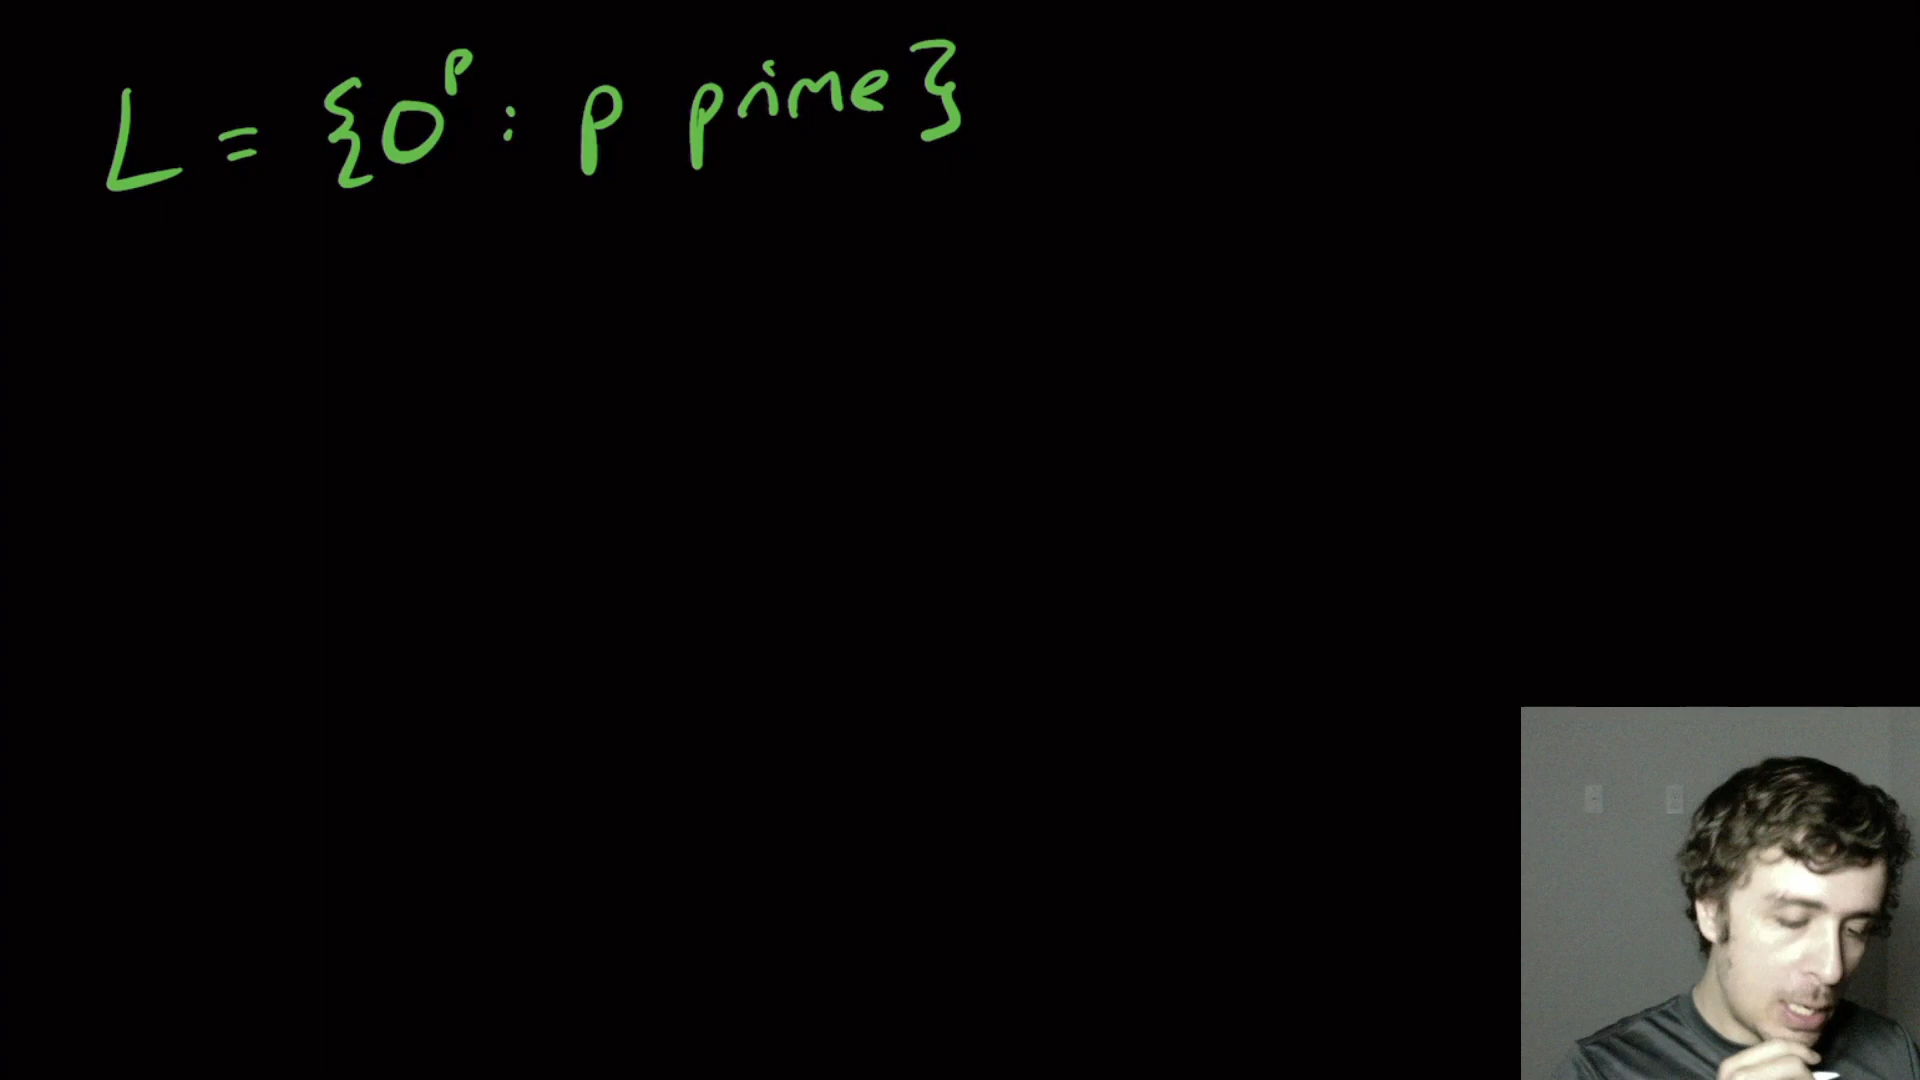 L = {0^p : p prime}